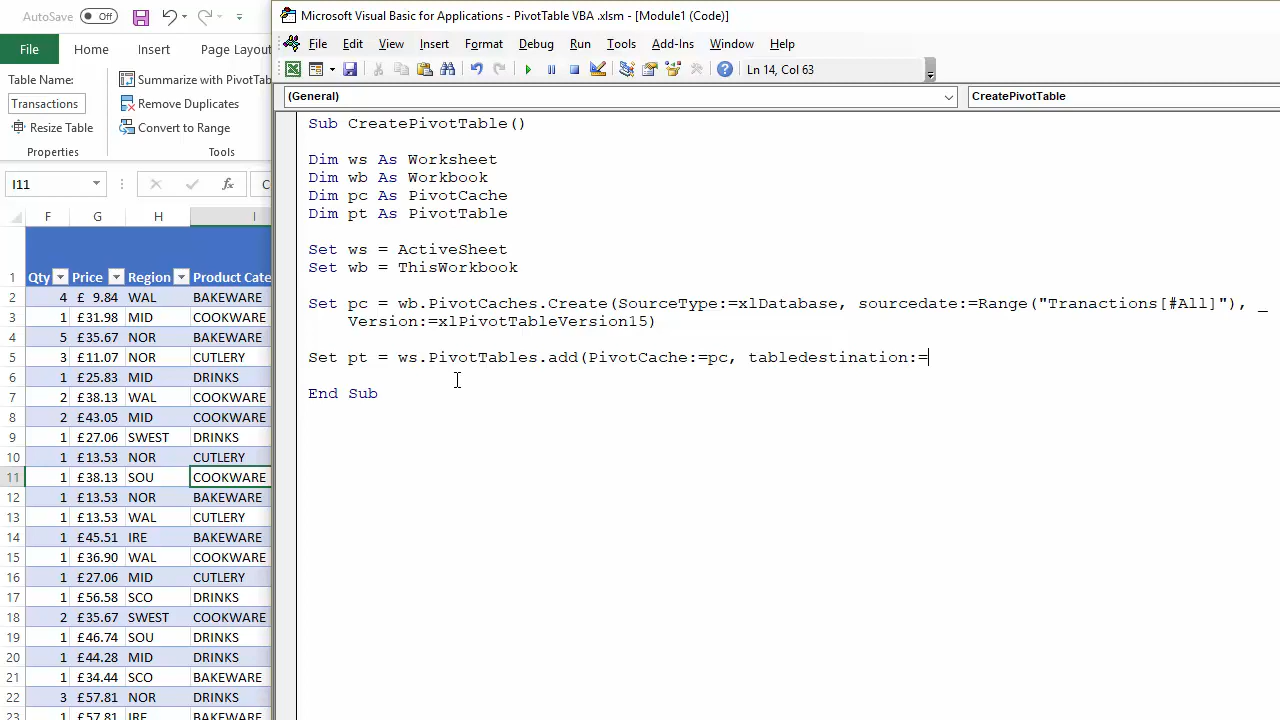 AutoSave Off
Microsoft Visual Basic for Applications - PivotTable VBA .xlsm - [Module1 (Code)]
File Home Insert Page Layou
File Edit View Insert Format Debug Run Tools Add-Ins Window Help
Table Name:
Transactions
Resize Table
Properties
Summarize with PivotTab
Remove Duplicates
Convert to Range
Tools
Ln 14, Col 63
(General) CreatePivotTable
I11 fx C
F G H I
1 Qty Price Region Product Cate
2 4 £ 9.84 WAL BAKEWARE
3 1 £31.98 MID COOKWARE
4 5 £35.67 NOR BAKEWARE
5 3 £11.07 NOR CUTLERY
6 1 £25.83 MID DRINKS
7 2 £38.13 WAL COOKWARE
8 2 £43.05 MID COOKWARE
9 1 £27.06 SWEST DRINKS
10 1 £13.53 NOR CUTLERY
11 1 £38.13 SOU COOKWARE
12 1 £13.53 NOR BAKEWARE
13 1 £13.53 WAL CUTLERY
14 1 £45.51 IRE BAKEWARE
15 1 £36.90 WAL COOKWARE
16 1 £27.06 MID CUTLERY
17 1 £56.58 SCO DRINKS
18 2 £35.67 SWEST COOKWARE
19 1 £46.74 SOU DRINKS
20 1 £44.28 MID DRINKS
21 1 £34.44 SCO BAKEWARE
22 3 £57.81 NOR DRINKS
23 1 £57.81 IRE BAKEWARE
Sub CreatePivotTable()
Dim ws As Worksheet
Dim wb As Workbook
Dim pc As PivotCache
Dim pt As PivotTable
Set ws = ActiveSheet
Set wb = ThisWorkbook
Set pc = wb.PivotCaches.Create(SourceType:=xlDatabase, sourcedate:=Range("Tranactions[#All]"), _
Version:=xlPivotTableVersion15)
Set pt = ws.PivotTables.add(PivotCache:=pc, tabledestination:=
End Sub